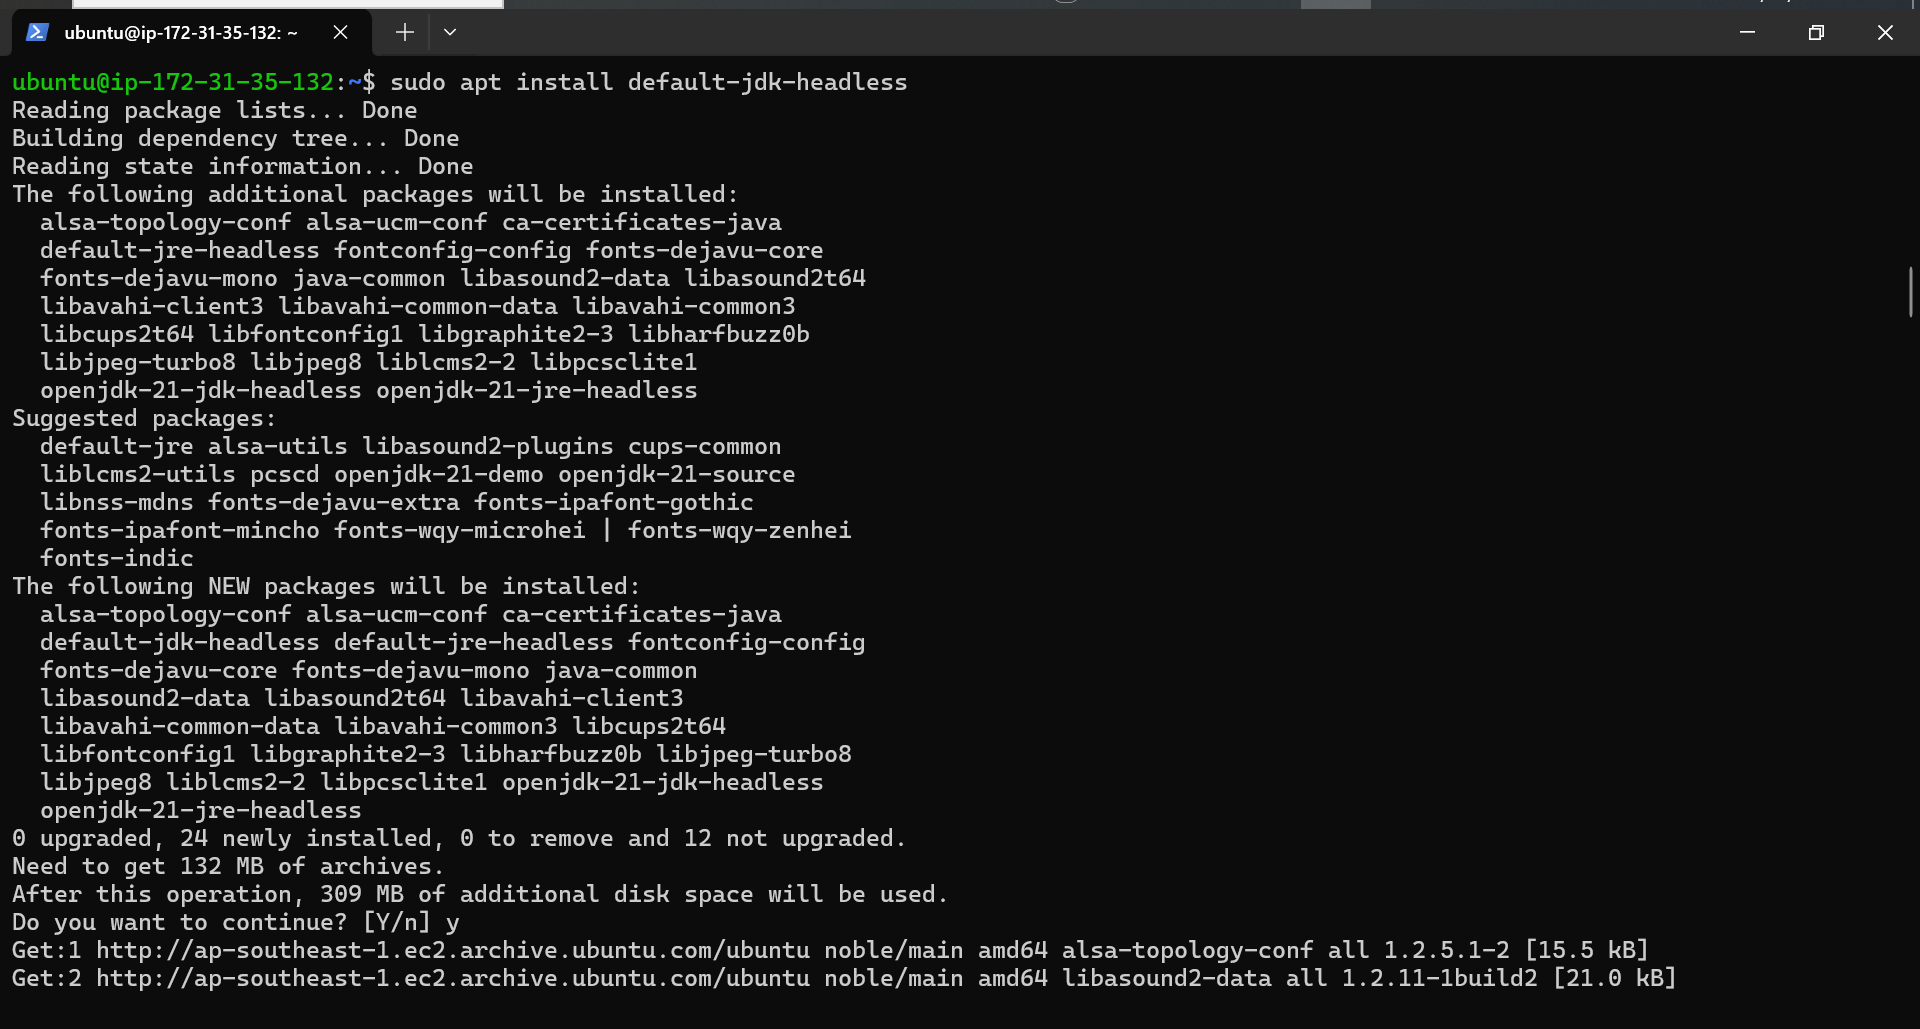 ubuntu@ip-172-31-35-132: ~
ubuntu@ip-172-31-35-132:~$ sudo apt install default-jdk-headless
Reading package lists... Done
Building dependency tree... Done
Reading state information... Done
The following additional packages will be installed:
  alsa-topology-conf alsa-ucm-conf ca-certificates-java
  default-jre-headless fontconfig-config fonts-dejavu-core
  fonts-dejavu-mono java-common libasound2-data libasound2t64
  libavahi-client3 libavahi-common-data libavahi-common3
  libcups2t64 libfontconfig1 libgraphite2-3 libharfbuzz0b
  libjpeg-turbo8 libjpeg8 liblcms2-2 libpcsclite1
  openjdk-21-jdk-headless openjdk-21-jre-headless
Suggested packages:
  default-jre alsa-utils libasound2-plugins cups-common
  liblcms2-utils pcscd openjdk-21-demo openjdk-21-source
  libnss-mdns fonts-dejavu-extra fonts-ipafont-gothic
  fonts-ipafont-mincho fonts-wqy-microhei | fonts-wqy-zenhei
  fonts-indic
The following NEW packages will be installed:
  alsa-topology-conf alsa-ucm-conf ca-certificates-java
  default-jdk-headless default-jre-headless fontconfig-config
  fonts-dejavu-core fonts-dejavu-mono java-common
  libasound2-data libasound2t64 libavahi-client3
  libavahi-common-data libavahi-common3 libcups2t64
  libfontconfig1 libgraphite2-3 libharfbuzz0b libjpeg-turbo8
  libjpeg8 liblcms2-2 libpcsclite1 openjdk-21-jdk-headless
  openjdk-21-jre-headless
0 upgraded, 24 newly installed, 0 to remove and 12 not upgraded.
Need to get 132 MB of archives.
After this operation, 309 MB of additional disk space will be used.
Do you want to continue? [Y/n] y
Get:1 http://ap-southeast-1.ec2.archive.ubuntu.com/ubuntu noble/main amd64 alsa-topology-conf all 1.2.5.1-2 [15.5 kB]
Get:2 http://ap-southeast-1.ec2.archive.ubuntu.com/ubuntu noble/main amd64 libasound2-data all 1.2.11-1build2 [21.0 kB]